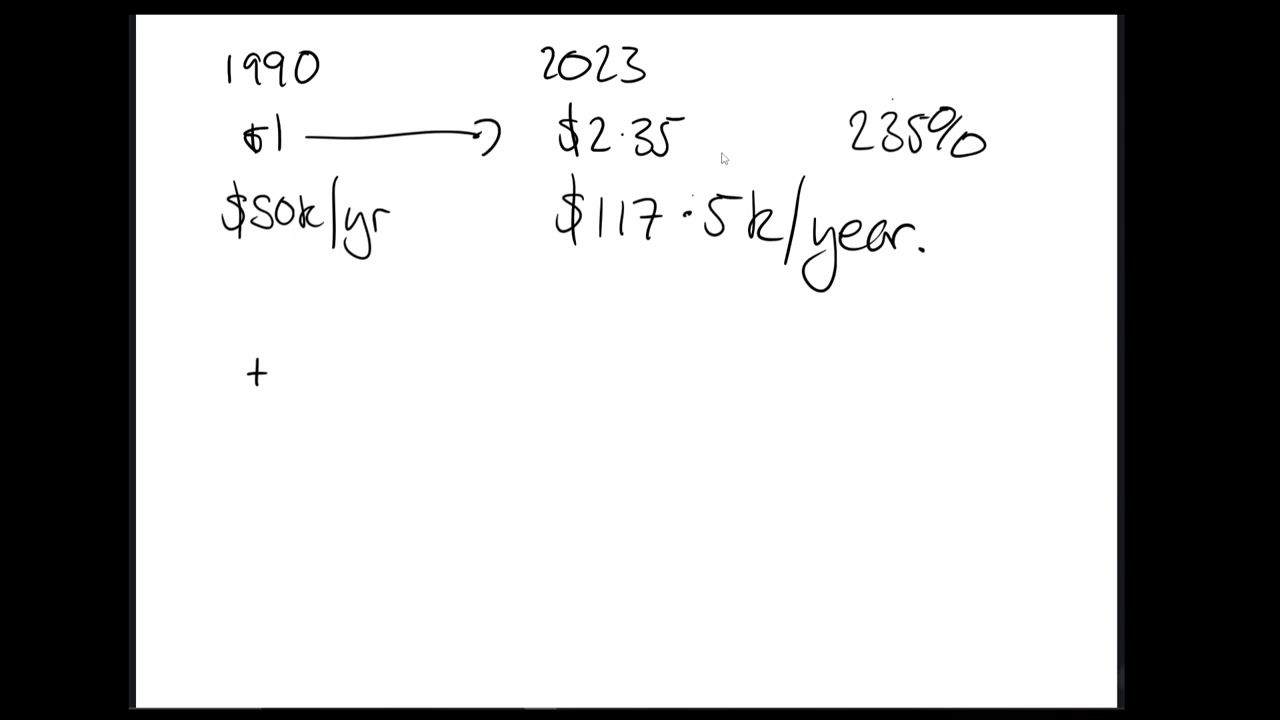 1990 2023
$1 → $2.35 235%
$50k/yr $117.5k/year.
+